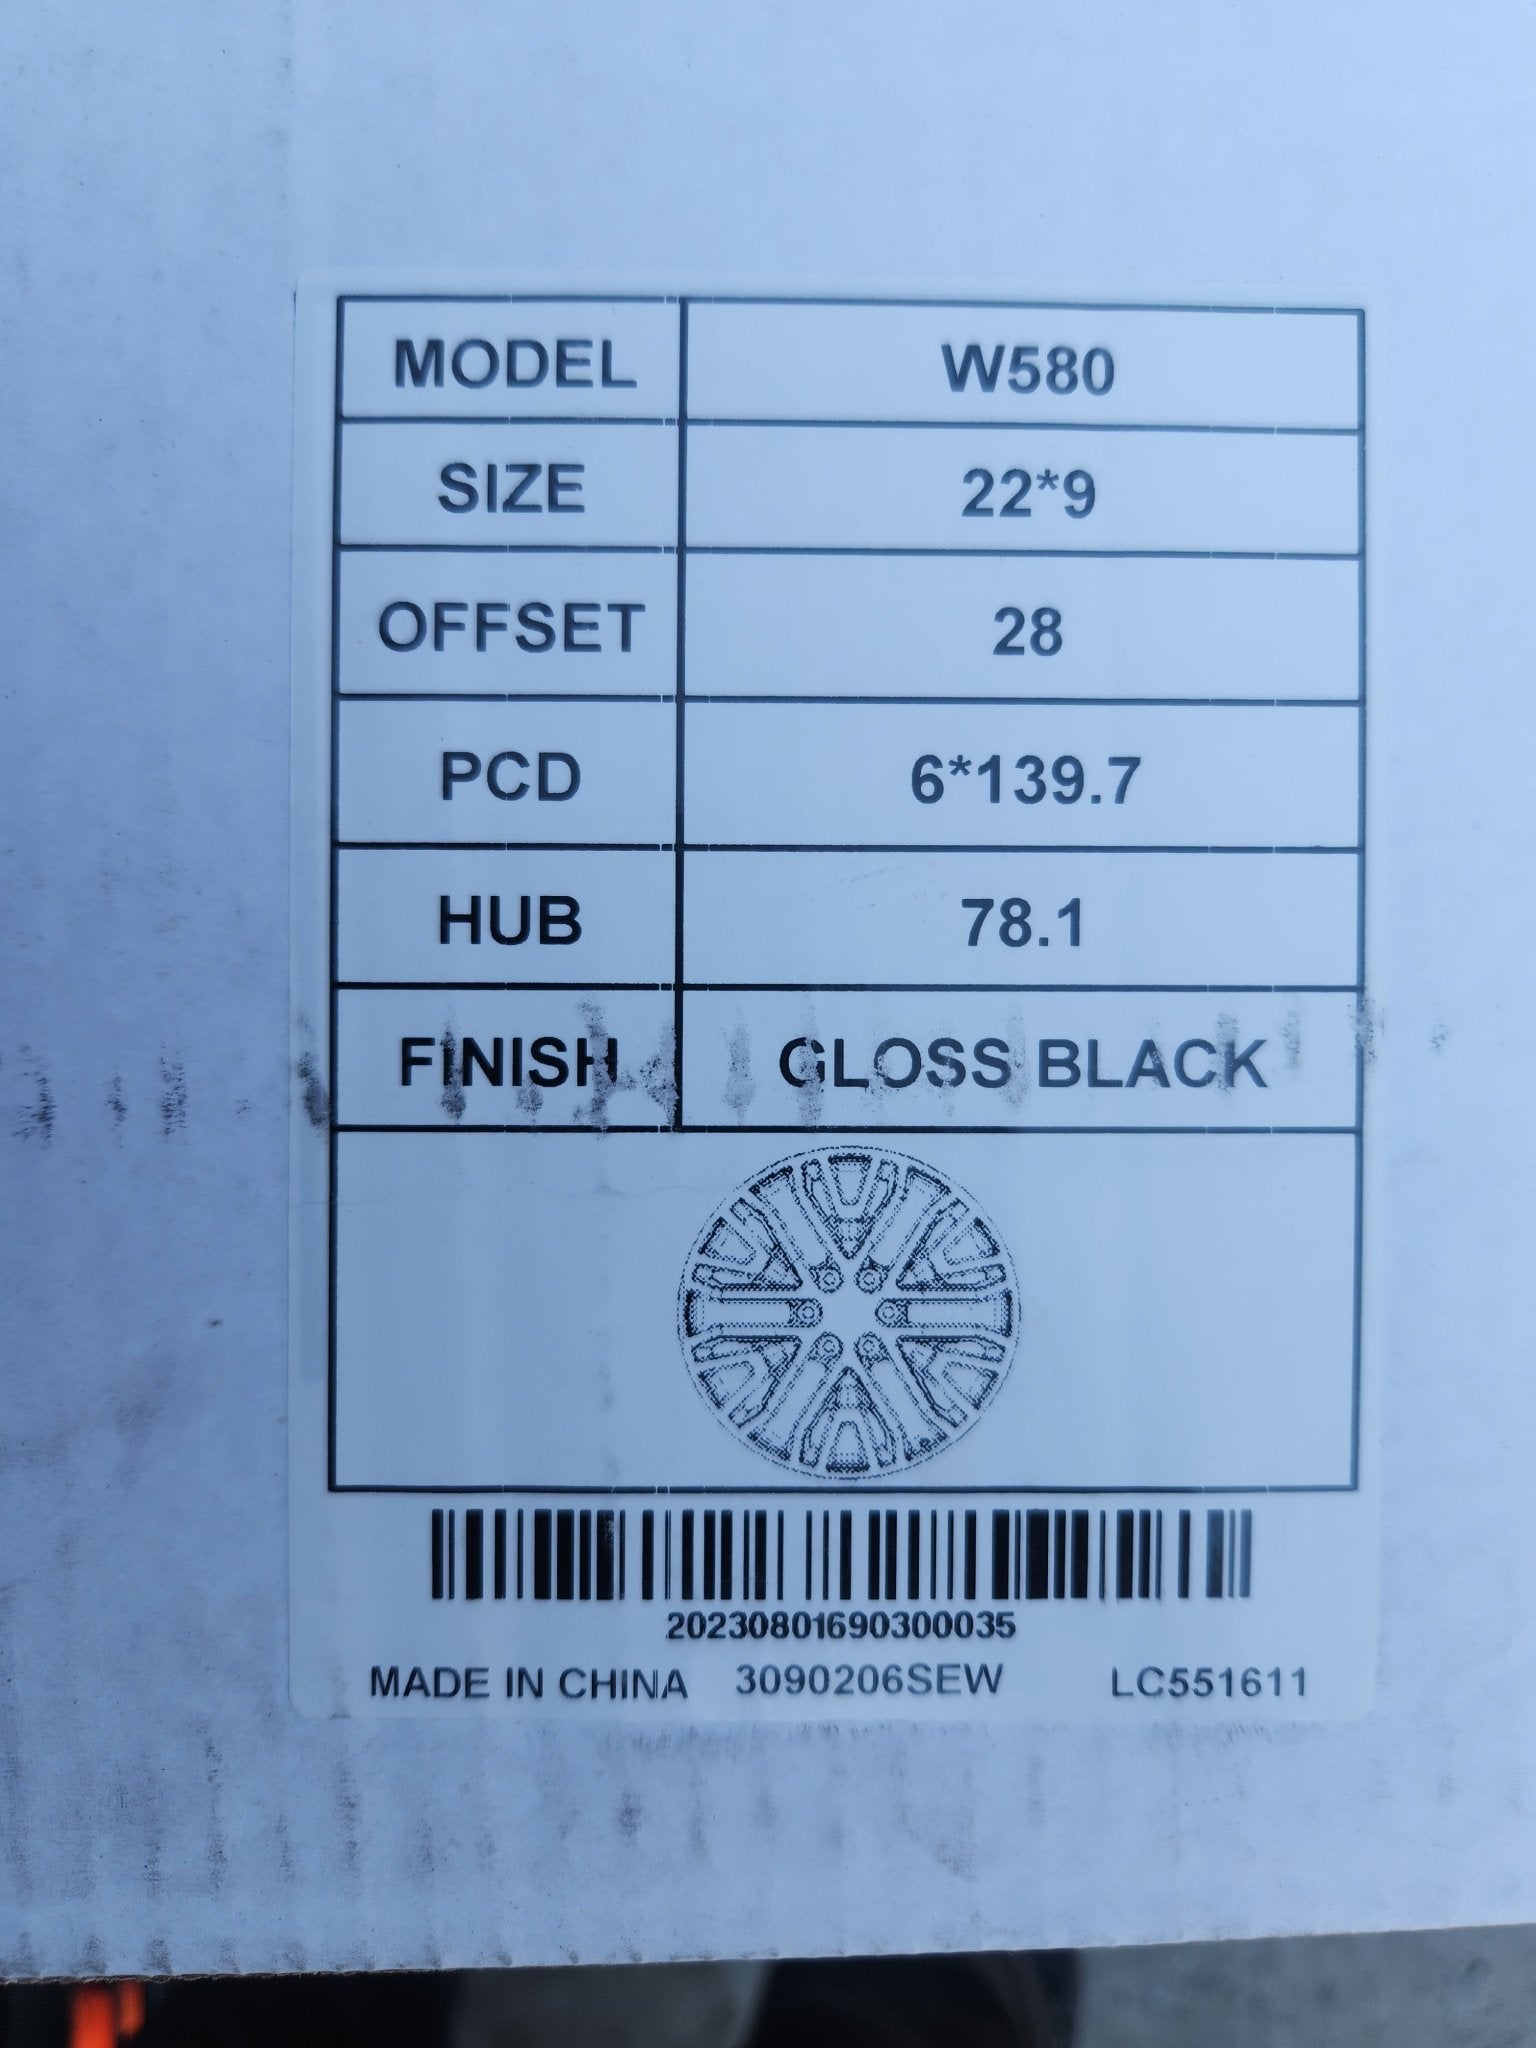 MODEL W580
SIZE 22*9
OFFSET 28
PCD 6*139.7
HUB 78.1
FINISH GLOSS BLACK
20230801690300035
MADE IN CHINA 3090206SEW LC551611